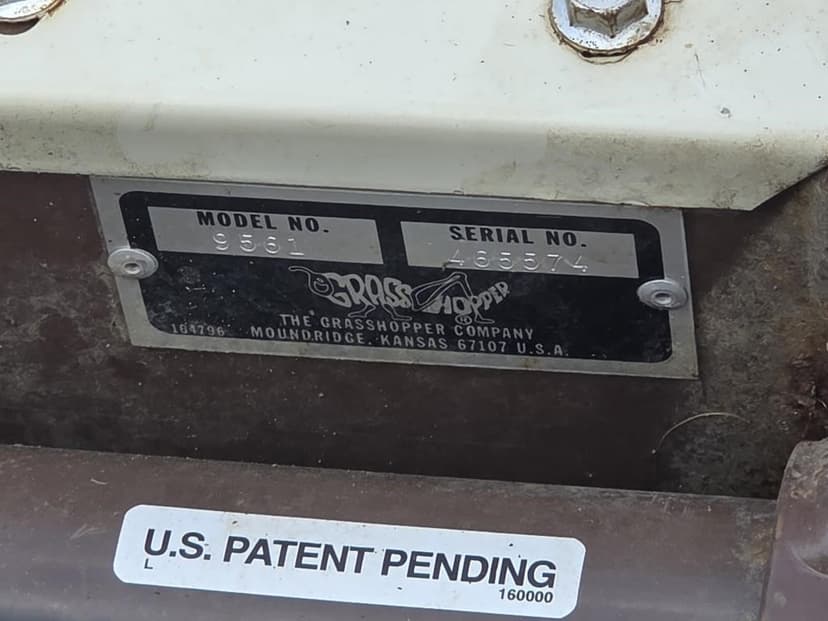 MODEL NO.
9561
SERIAL NO.
465574
GRASSHOPPER
THE GRASSHOPPER COMPANY
164796 MOUNDRIDGE, KANSAS 67107 U.S.A.
U.S. PATENT PENDING
L
160000